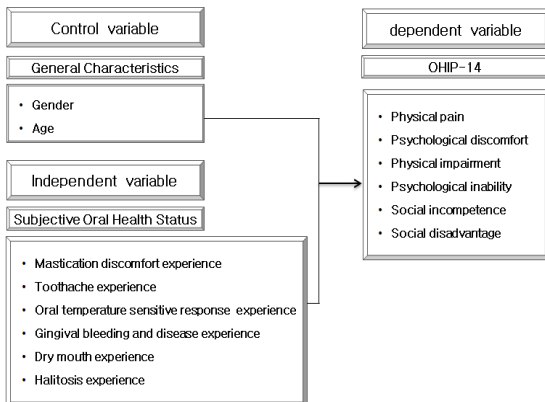 Control variable
General Characteristics
• Gender
• Age
Independent variable
Subjective Oral Health Status
• Mastication discomfort experience
• Toothache experience
• Oral temperature sensitive response experience
• Gingival bleeding and disease experience
• Dry mouth experience
• Halitosis experience
dependent variable
OHIP-14
• Physical pain
• Psychological discomfort
• Physical impairment
• Psychological inability
• Social incompetence
• Social disadvantage